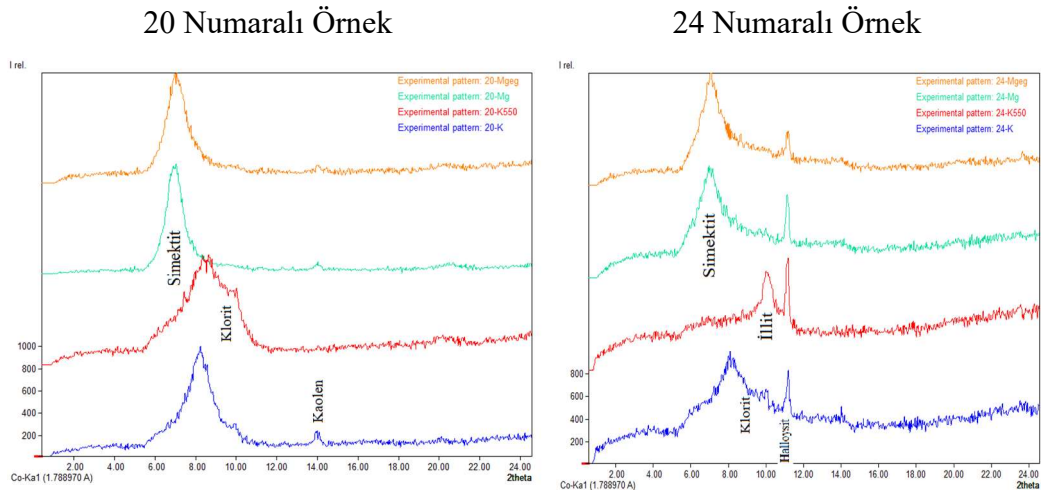 20 Numaralı Örnek
I rel.
Experimental pattern: 20-Mgeg
Experimental pattern: 20-Mg
Experimental pattern: 20-K550
Experimental pattern: 20-K
Simektit
Klorit
Kaolen
1000
800
600
400
200
2.00 4.00 6.00 8.00 10.00 12.00 14.00 16.00 18.00 20.00 22.00 24.00
Co-Ka1 (1.788970 A)
2theta
24 Numaralı Örnek
I rel.
Experimental pattern: 24-Mgeg
Experimental pattern: 24-Mg
Experimental pattern: 24-K550
Experimental pattern: 24-K
Simektit
İllit
Klorit
Halloysit
800
600
400
200
2.00 4.00 6.00 8.00 10.00 12.00 14.00 16.00 18.00 20.00 22.00 24.00
Co-Ka1 (1.788970 A)
2theta